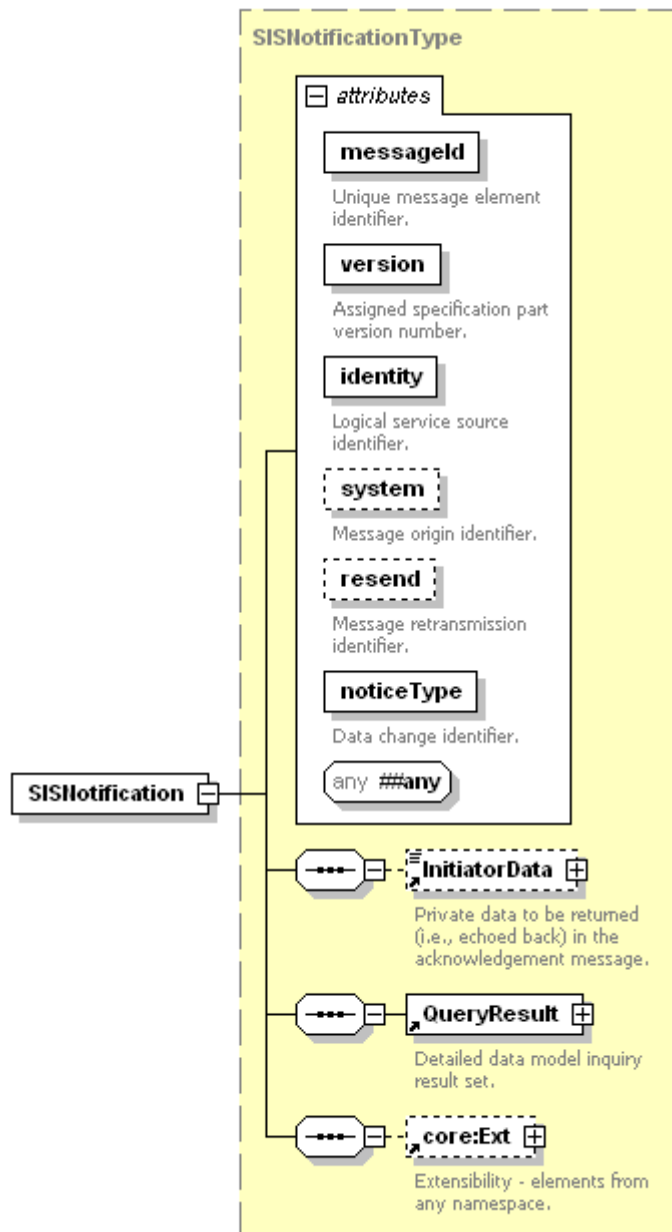 SISNotificationType
attributes
messageId
Unique message element
identifier.
version
Assigned specification part
version number.
identity
Logical service source
identifier.
system
Message origin identifier.
resend
Message retransmission
identifier.
noticeType
Data change identifier.
any ##any
SISNotification
InitiatorData
Private data to be returned
(i.e., echoed back) in the
acknowledgement message.
QueryResult
Detailed data model inquiry
result set.
core:Ext
Extensibility - elements from
any namespace.